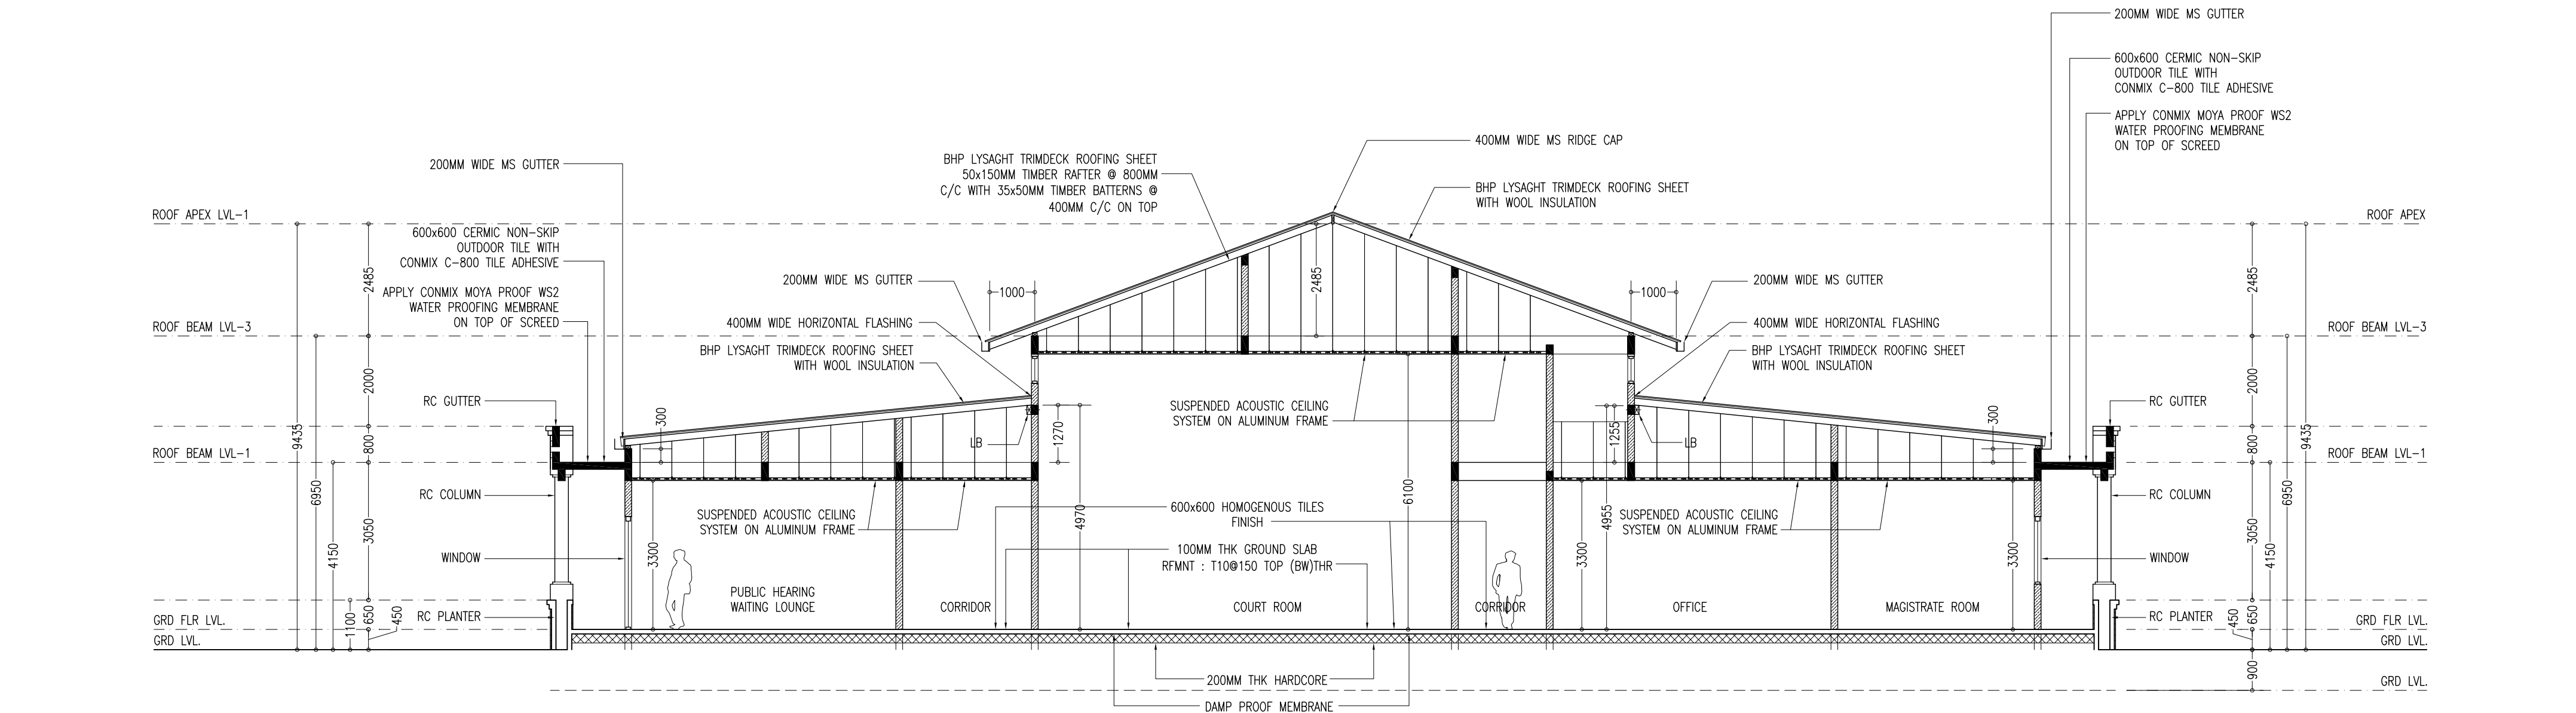 200MM WIDE MS GUTTER
600x600 CERMIC NON-SKIP
OUTDOOR TILE WITH
CONMIX C-800 TILE ADHESIVE
APPLY CONMIX MOYA PROOF WS2
WATER PROOFING MEMBRANE
ON TOP OF SCREED
400MM WIDE MS RIDGE CAP
BHP LYSAGHT TRIMDECK ROOFING SHEET
50x150MM TIMBER RAFTER @ 800MM
C/C WITH 35x50MM TIMBER BATTERNS @
400MM C/C ON TOP
200MM WIDE MS GUTTER
BHP LYSAGHT TRIMDECK ROOFING SHEET
WITH WOOL INSULATION
ROOF APEX LVL-1
ROOF APEX
600x600 CERMIC NON-SKIP
OUTDOOR TILE WITH
CONMIX C-800 TILE ADHESIVE
APPLY CONMIX MOYA PROOF WS2
WATER PROOFING MEMBRANE
ON TOP OF SCREED
2485
200MM WIDE MS GUTTER
1000
2485
1000
200MM WIDE MS GUTTER
2485
ROOF BEAM LVL-3
400MM WIDE HORIZONTAL FLASHING
400MM WIDE HORIZONTAL FLASHING
ROOF BEAM LVL-3
BHP LYSAGHT TRIMDECK ROOFING SHEET
WITH WOOL INSULATION
BHP LYSAGHT TRIMDECK ROOFING SHEET
WITH WOOL INSULATION
2000
2000
RC GUTTER
SUSPENDED ACOUSTIC CEILING
SYSTEM ON ALUMINUM FRAME
RC GUTTER
9435
800
300
LB
1270
1255
LB
300
800
9435
ROOF BEAM LVL-1
ROOF BEAM LVL-1
6950
RC COLUMN
6100
RC COLUMN
6950
SUSPENDED ACOUSTIC CEILING
SYSTEM ON ALUMINUM FRAME
4970
600x600 HOMOGENOUS TILES
FINISH
4955
SUSPENDED ACOUSTIC CEILING
SYSTEM ON ALUMINUM FRAME
4150
3050
WINDOW
3300
100MM THK GROUND SLAB
RFMNT : T10@150 TOP (BW)THR
3300
3300
WINDOW
3050
4150
PUBLIC HEARING
WAITING LOUNGE
CORRIDOR
COURT ROOM
CORRIDOR
OFFICE
MAGISTRATE ROOM
GRD FLR LVL.
1100
650
450
RC PLANTER
RC PLANTER
450
650
GRD FLR LVL.
GRD LVL.
GRD LVL.
200MM THK HARDCORE
900
GRD LVL.
DAMP PROOF MEMBRANE